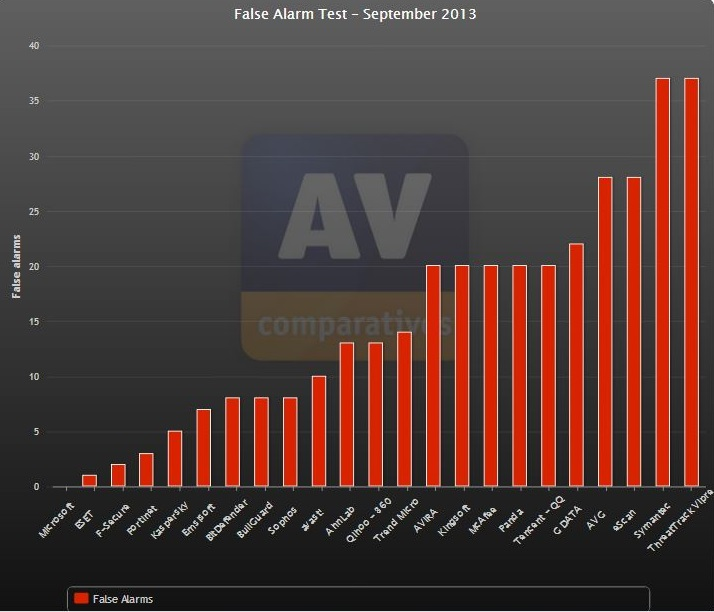 False Alarm Test – September 2013
40
35
30
25
20
15
10
5
0
False alarms
AV
comparatives
Microsoft
ESET
F-Secure
Fortinet
Kaspersky
Emsisoft
BitDefender
BullGuard
Sophos
avast!
AhnLab
Qihoo - 360
Trend Micro
AVIRA
Kingsoft
McAfee
Panda
Tencent - QQ
G DATA
AVG
eScan
Symantec
ThreatTrackVipre
False Alarms